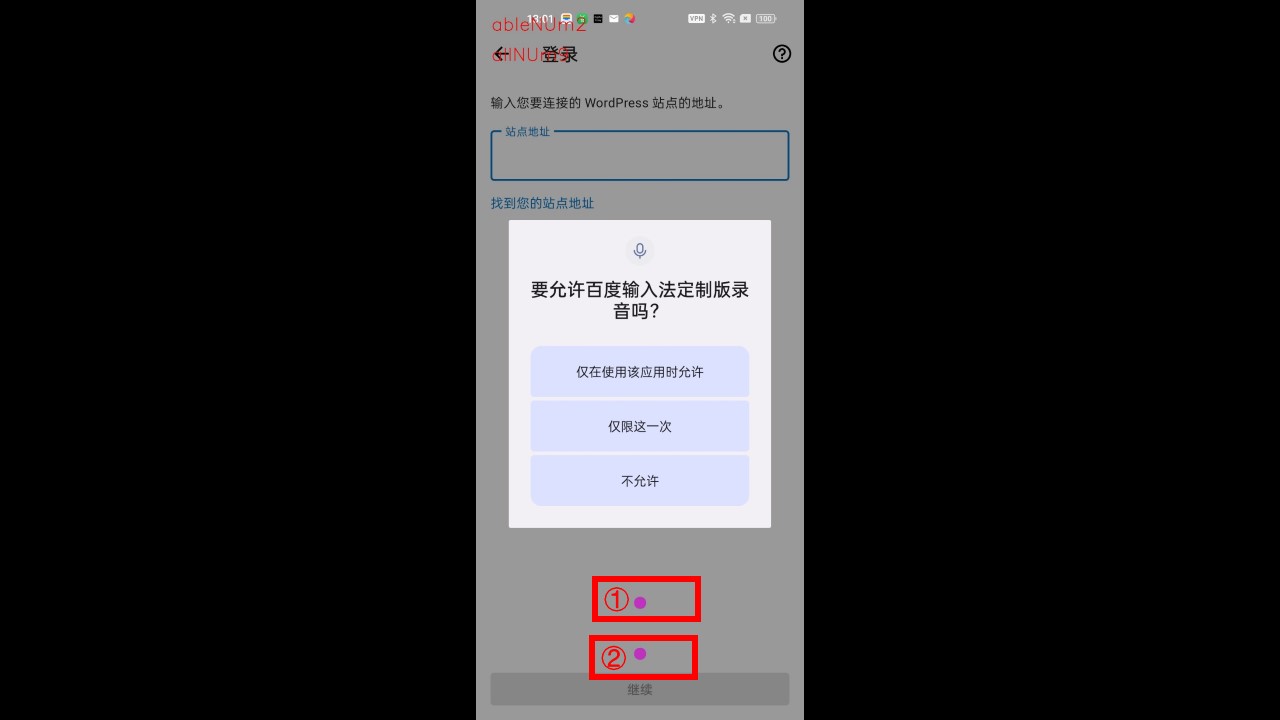 18:01
VPN
100
ableNUm2
登录
输入您要连接的 WordPress 站点的地址。
站点地址
找到您的站点地址
要允许百度输入法定制版录
音吗?
仅在使用该应用时允许
仅限这一次
不允许
①
②
继续